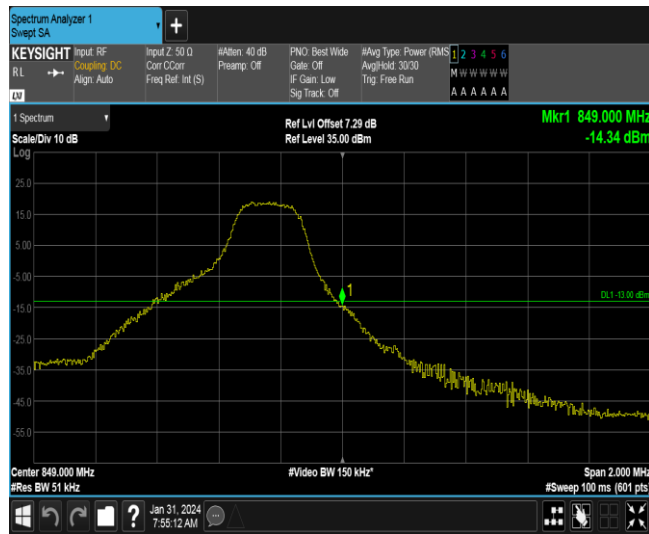 Spectrum Analyzer 1
Swept SA
+
KEYSIGHT
RL
LXI
Input: RF
Coupling: DC
Align: Auto
Input Z: 50 Ω
Corr CCorr
Freq Ref: Int (S)
#Atten: 40 dB
Preamp: Off
PNO: Best Wide
Gate: Off
IF Gain: Low
Sig Track: Off
#Avg Type: Power (RMS
Avg|Hold: 30/30
Trig: Free Run
1 2 3 4 5 6
M W W W W W
A A A A A A
1 Spectrum
Scale/Div 10 dB
Log
Ref Lvl Offset 7.29 dB
Ref Level 35.00 dBm
Mkr1 849.000 MHz
-14.34 dBm
25.0
15.0
5.00
-5.00
-15.0
-25.0
-35.0
-45.0
-55.0
1
DL1 -13.00 dBm
Center 849.000 MHz
#Res BW 51 kHz
#Video BW 150 kHz*
Span 2.000 MHz
#Sweep 100 ms (601 pts)
?
Jan 31, 2024
7:55:12 AM